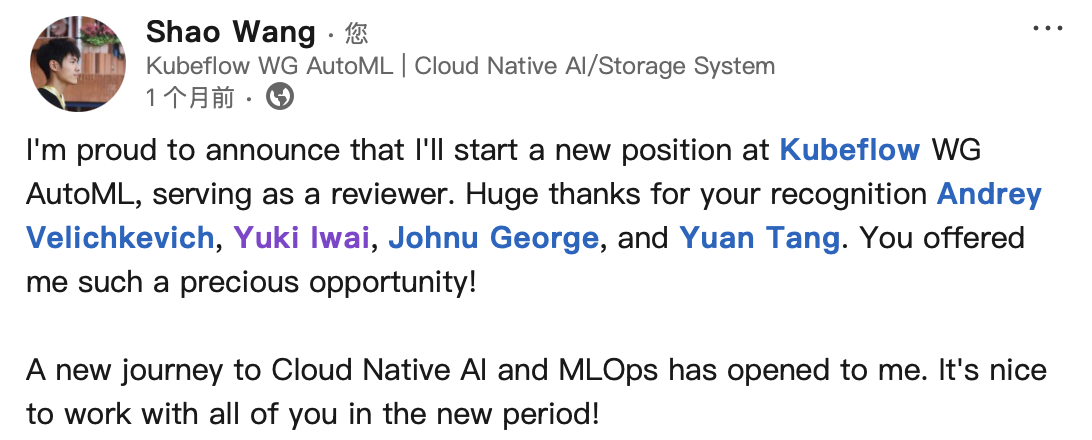 Shao Wang · 您
Kubeflow WG AutoML | Cloud Native AI/Storage System
1 个月前 ·
I'm proud to announce that I'll start a new position at Kubeflow WG
AutoML, serving as a reviewer. Huge thanks for your recognition Andrey
Velichkevich, Yuki Iwai, Johnu George, and Yuan Tang. You offered
me such a precious opportunity!
A new journey to Cloud Native AI and MLOps has opened to me. It's nice
to work with all of you in the new period!